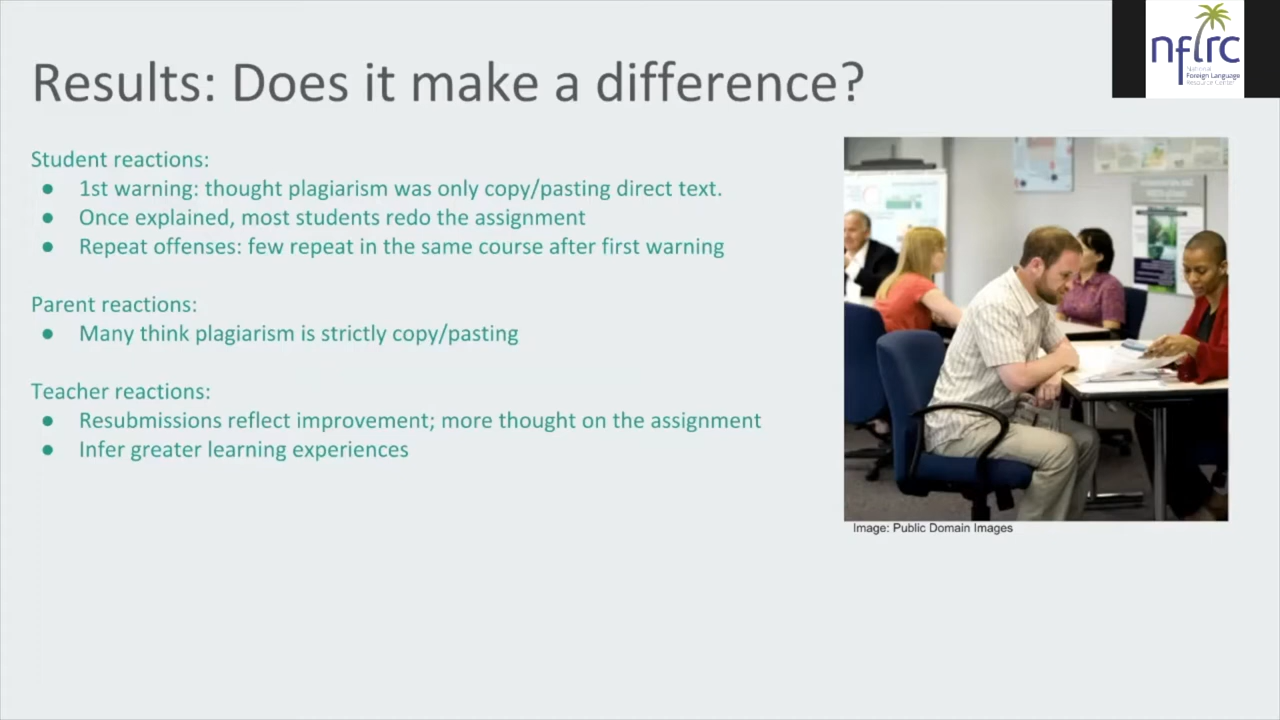 Results: Does it make a difference?
nflrc
National
Foreign Language
Resource Center
Student reactions:
● 1st warning: thought plagiarism was only copy/pasting direct text.
● Once explained, most students redo the assignment
● Repeat offenses: few repeat in the same course after first warning
Parent reactions:
● Many think plagiarism is strictly copy/pasting
Teacher reactions:
● Resubmissions reflect improvement; more thought on the assignment
● Infer greater learning experiences
Image: Public Domain Images